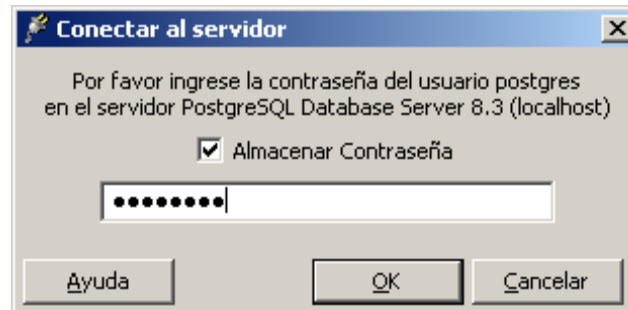 Conectar al servidor
Por favor ingrese la contraseña del usuario postgres
en el servidor PostgreSQL Database Server 8.3 (localhost)
Almacenar Contraseña
••••••••
Ayuda OK Cancelar